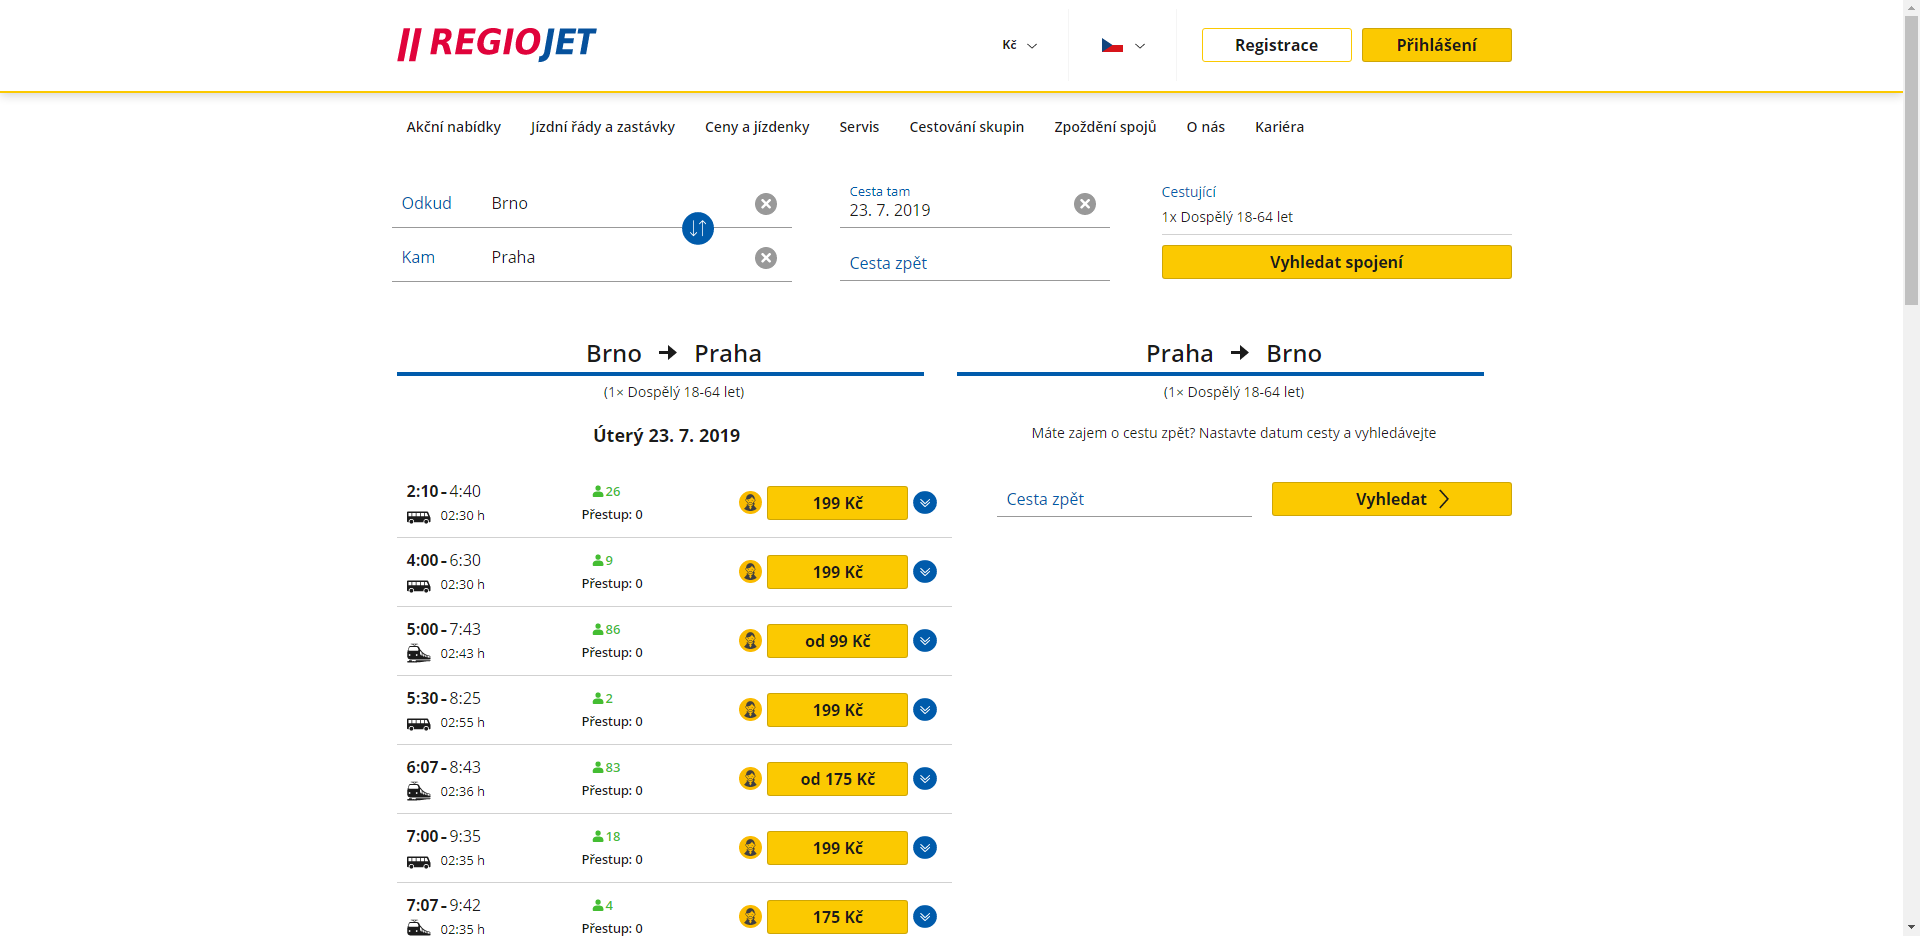 REGIOJET
Kč
Registrace
Přihlášení
Akční nabídky
Jízdní řády a zastávky
Ceny a jízdenky
Servis
Cestování skupin
Zpoždění spojů
O nás
Kariéra
Odkud Brno
Kam Praha
Cesta tam
23. 7. 2019
Cesta zpět
Cestující
1x Dospělý 18-64 let
Vyhledat spojení
Brno → Praha
(1× Dospělý 18-64 let)
Úterý 23. 7. 2019
2:10 - 4:40 26 199 Kč
02:30 h Přestup: 0
4:00 - 6:30 9 199 Kč
02:30 h Přestup: 0
5:00 - 7:43 86 od 99 Kč
02:43 h Přestup: 0
5:30 - 8:25 2 199 Kč
02:55 h Přestup: 0
6:07 - 8:43 83 od 175 Kč
02:36 h Přestup: 0
7:00 - 9:35 18 199 Kč
02:35 h Přestup: 0
7:07 - 9:42 4 175 Kč
02:35 h Přestup: 0
Praha → Brno
(1× Dospělý 18-64 let)
Máte zajem o cestu zpět? Nastavte datum cesty a vyhledávejte
Cesta zpět
Vyhledat